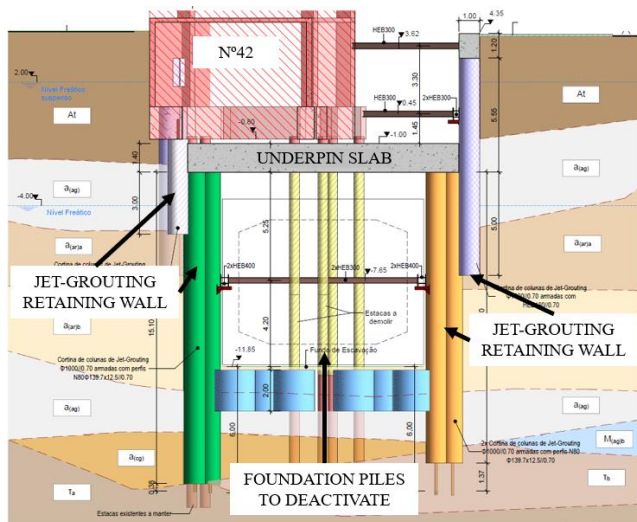 1.00
4.35
HEB300
3.62
1.20
Nº42
3.30
2.00
Nível Freático
suspenso
HEB300
0.45
2xHEB300
At
At
1.45
5.55
-0.80
-1.00
1.40
UNDERPIN SLAB
a(ag)
a(ag)
3.00
-4.00
Nível Freático
5.25
5.00
a(ar)a
a(ar)a
2xHEB400
2xHEB300
2xHEB400
-7.65
JET-GROUTING
RETAINING WALL
Cortina de colunas de Jet-Grouting
armadas com
Estacas a
demolir
JET-GROUTING
RETAINING WALL
15.10
4.20
a(ar)b
Cortina de colunas de Jet-Grouting
Φ1000//0.70 armadas com perfis
N80Φ139.7x12.5//0.70
-11.85
Fundo de Escavação
a(ag)
a(ag)
2.00
M(ag)b
6.00
6.00
2x Cortina de colunas de Jet-Grouting
Φ1000//0.70 armadas com perfis N80
Φ139.7x12.5//0.70
a(cg)
FOUNDATION PILES
TO DEACTIVATE
0.38
1.37
Estacas existentes a manter